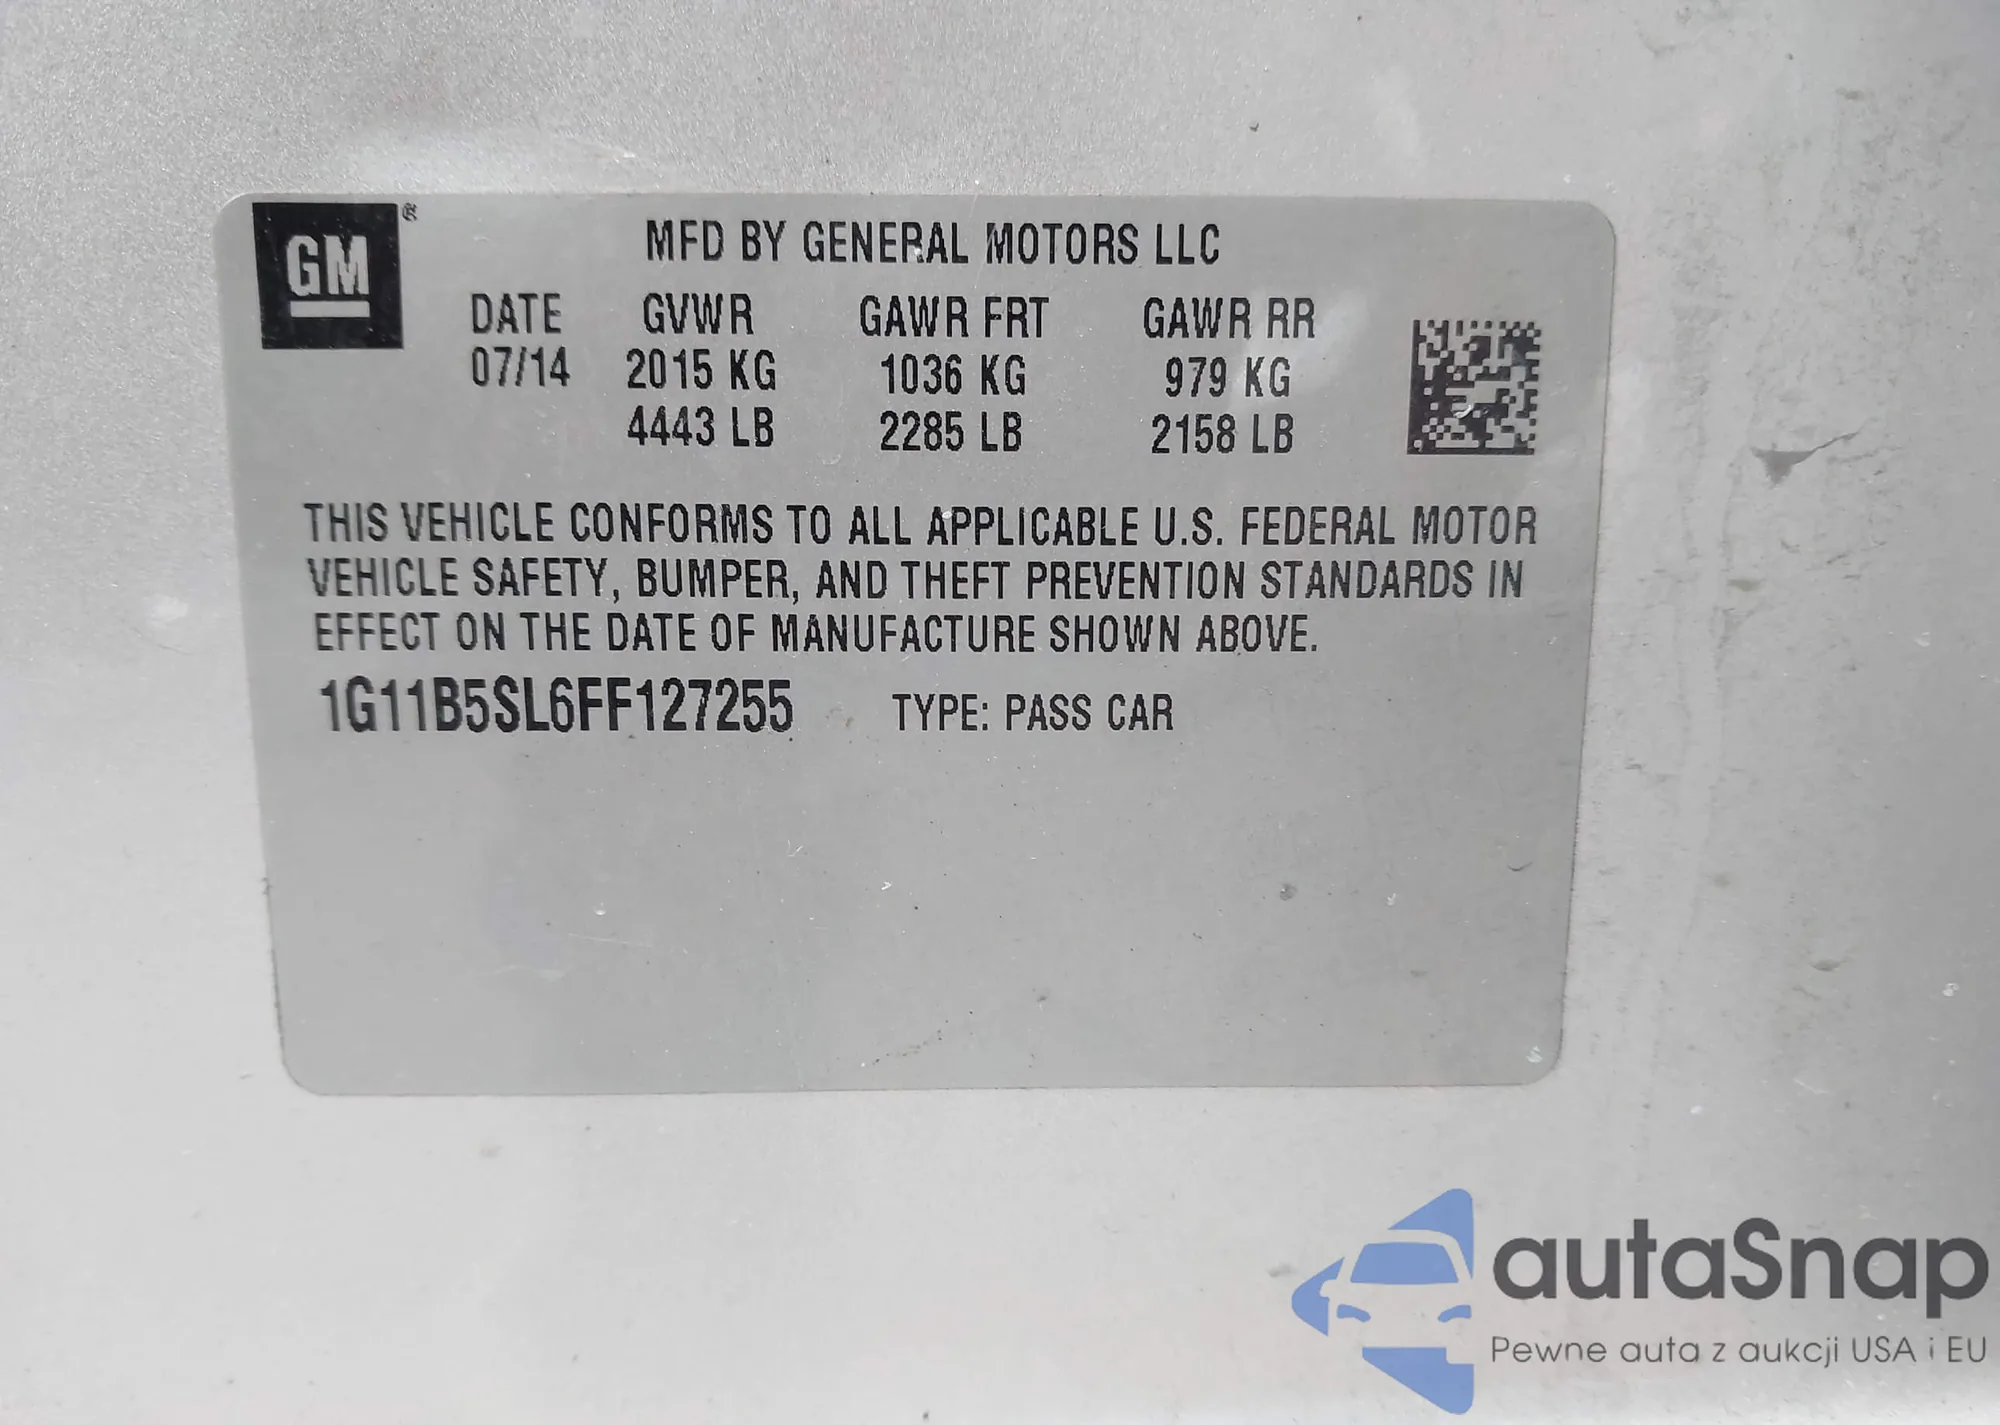 GM®
MFD BY GENERAL MOTORS LLC
DATE GVWR GAWR FRT GAWR RR
07/14 2015 KG 1036 KG 979 KG
4443 LB 2285 LB 2158 LB
THIS VEHICLE CONFORMS TO ALL APPLICABLE U.S. FEDERAL MOTOR
VEHICLE SAFETY, BUMPER, AND THEFT PREVENTION STANDARDS IN
EFFECT ON THE DATE OF MANUFACTURE SHOWN ABOVE.
1G11B5SL6FF127255 TYPE: PASS CAR
autaSnap
Pewne auta z aukcji USA i EU